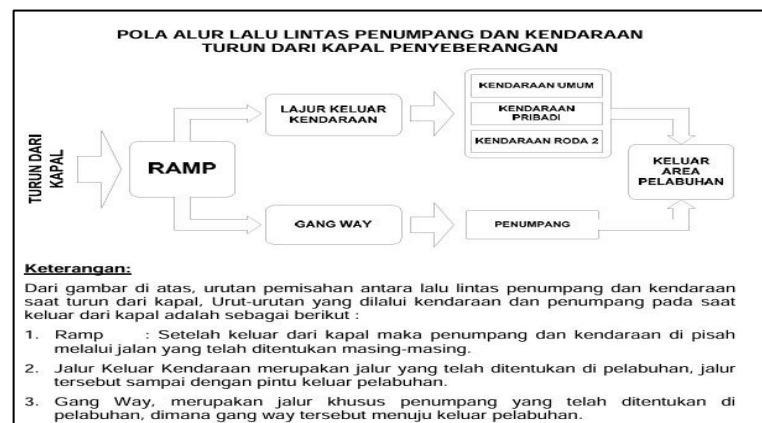 POLA ALUR LALU LINTAS PENUMPANG DAN KENDARAAN
TURUN DARI KAPAL PENYEBERANGAN
TURUN DARI
KAPAL
RAMP
LAJUR KELUAR
KENDARAAN
KENDARAAN UMUM
KENDARAAN
PRIBADI
KENDARAAN RODA 2
GANG WAY
PENUMPANG
KELUAR
AREA
PELABUHAN
Keterangan:
Dari gambar di atas, urutan pemisahan antara lalu lintas penumpang dan kendaraan
saat turun dari kapal, Urut-urutan yang dilalui kendaraan dan penumpang pada saat
keluar dari kapal adalah sebagai berikut :
1. Ramp : Setelah keluar dari kapal maka penumpang dan kendaraan di pisah
melalui jalan yang telah ditentukan masing-masing.
2. Jalur Keluar Kendaraan merupakan jalur yang telah ditentukan di pelabuhan, jalur
tersebut sampai dengan pintu keluar pelabuhan.
3. Gang Way, merupakan jalur khusus penumpang yang telah ditentukan di
pelabuhan, dimana gang way tersebut menuju keluar pelabuhan.